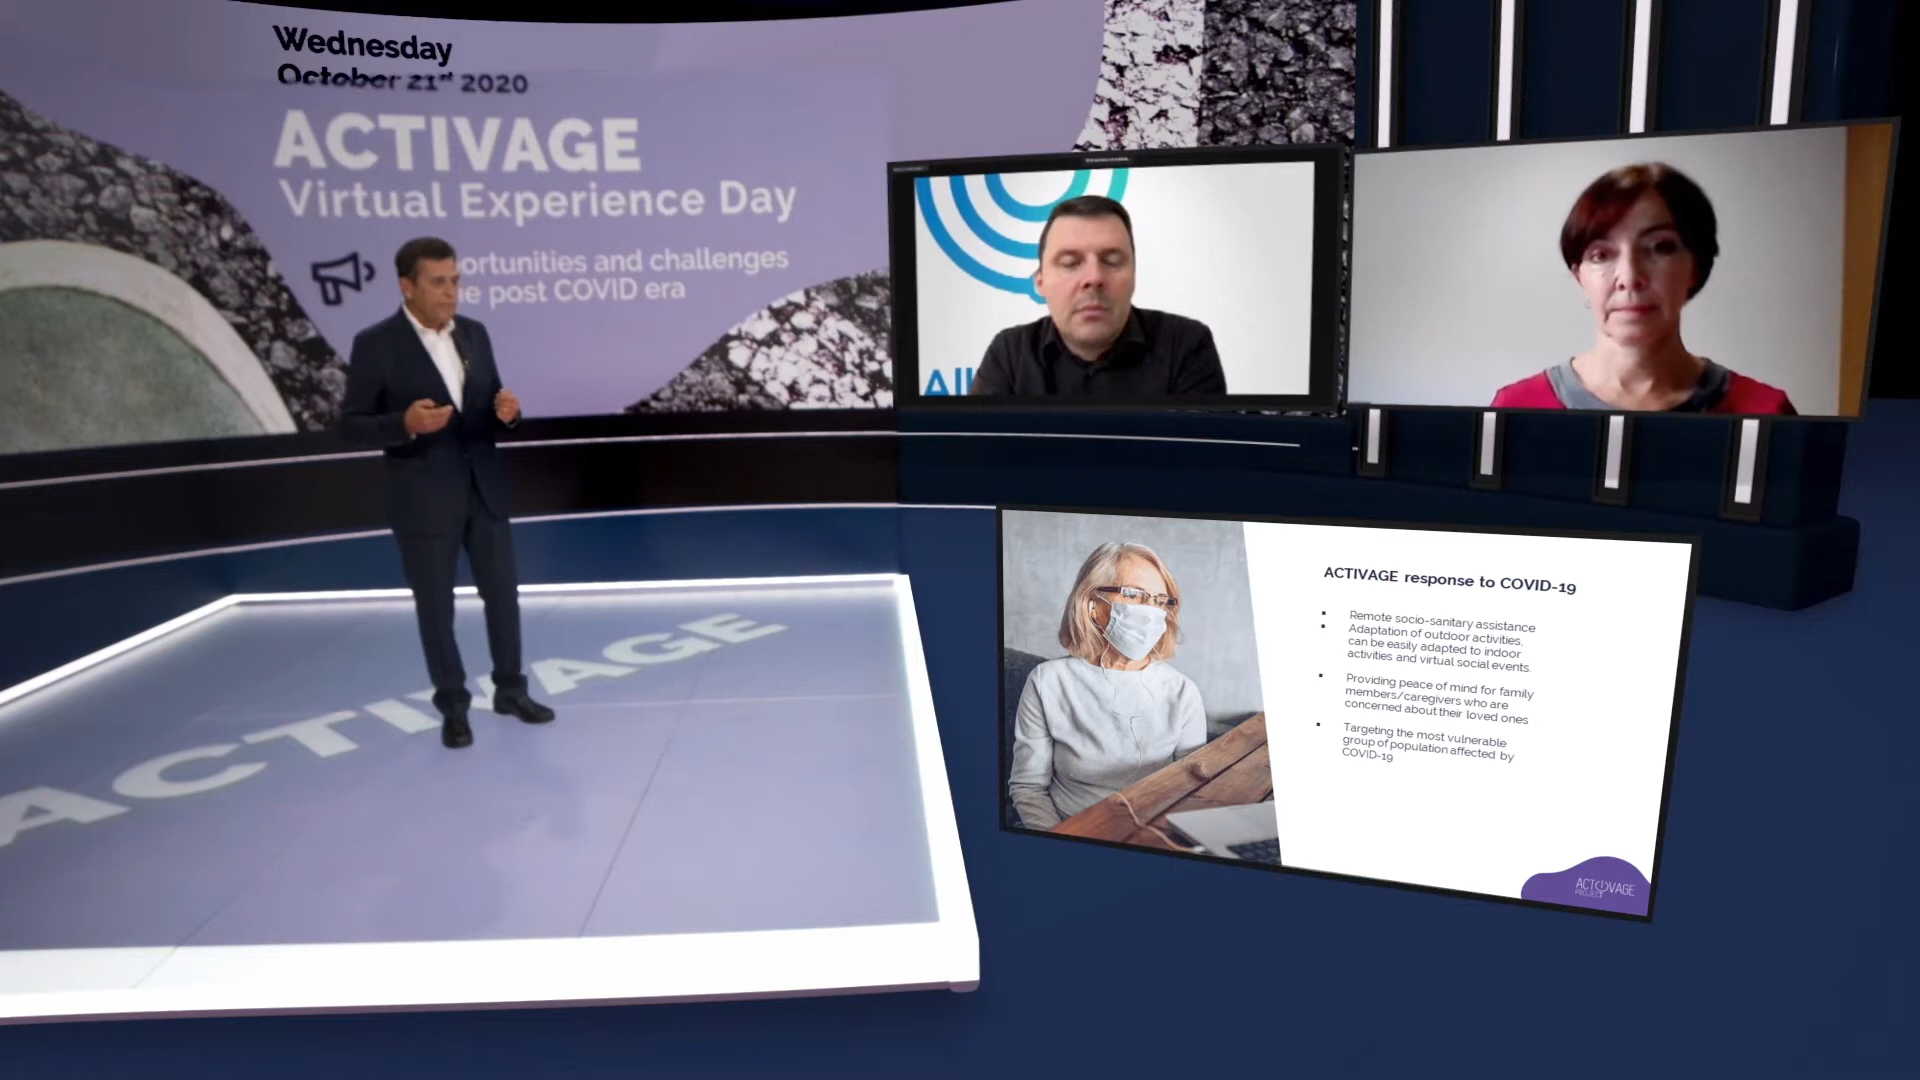 Wednesday
October 21st 2020
ACTIVAGE
Virtual Experience Day
ortunities and challenges
e post COVID era
All
ACTIVAGE
ACTIVAGE response to COVID-19
Remote socio-sanitary assistance
Adaptation of outdoor activities,
can be easily adapted to indoor
activities and virtual social events.
Providing peace of mind for family
members/caregivers who are
concerned about their loved ones
Targeting the most vulnerable
group of population affected by
COVID-19
ACTIVAGE
PROJECT